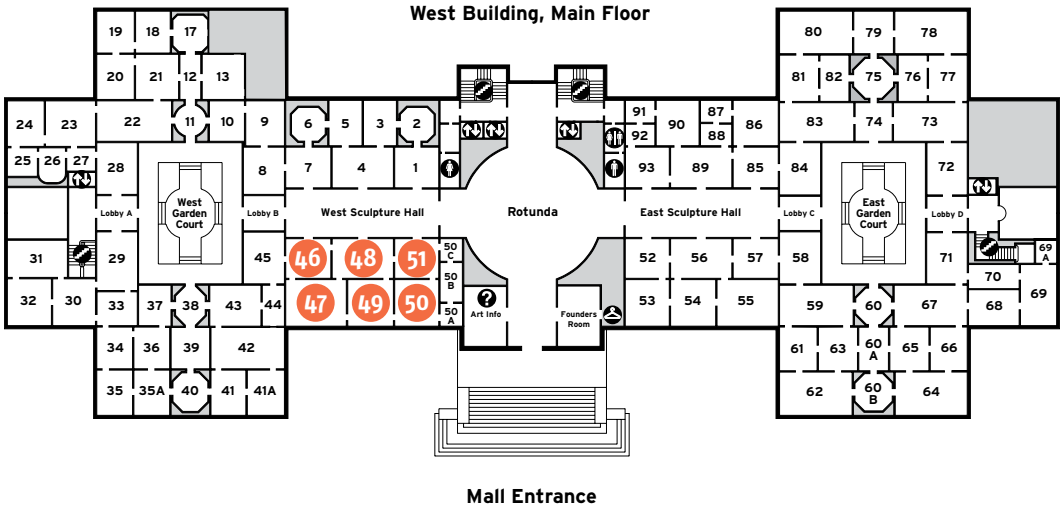 West Building, Main Floor
19 18 17 80 79 78
20 21 12 13 81 82 75 76 77
24 23 22 11 10 9 6 5 3 2 91 90 87 86 83 74 73
92 88
25 26 27 28 8 7 4 1 93 89 85 84 72
West
Garden
Court
East
Garden
Court
Lobby A Lobby B West Sculpture Hall Rotunda East Sculpture Hall Lobby C Lobby D
31 29 45 46 48 51 50
C
52 56 57 58 71 69
A
50
B
32 30 33 37 38 43 44 47 49 50 50
A
53 54 55 59 60 67 70 68 69
?
Art Info
Founders
Room
34 36 39 42 61 63 60
A
65 66
35 35A 40 41 41A 62 60
B
64
Mall Entrance